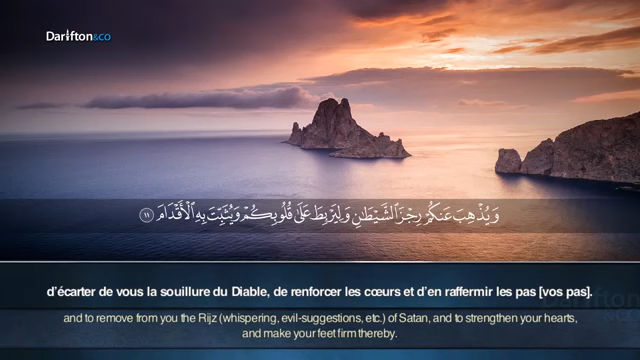 Darifton&co
وَيُذْهِبَ عَنكُمْ رِجْزَ ٱلشَّيْطَٰنِ وَلِيَرْبِطَ عَلَىٰ قُلُوبِكُمْ وَيُثَبِّتَ بِهِ ٱلْأَقْدَامَ ١١
d'écarter de vous la souillure du Diable, de renforcer les cœurs et d'en raffermir les pas [vos pas].
and to remove from you the Rijz (whispering, evil-suggestions, etc.) of Satan, and to strengthen your hearts,
and make your feet firm thereby.
Darifton
&co